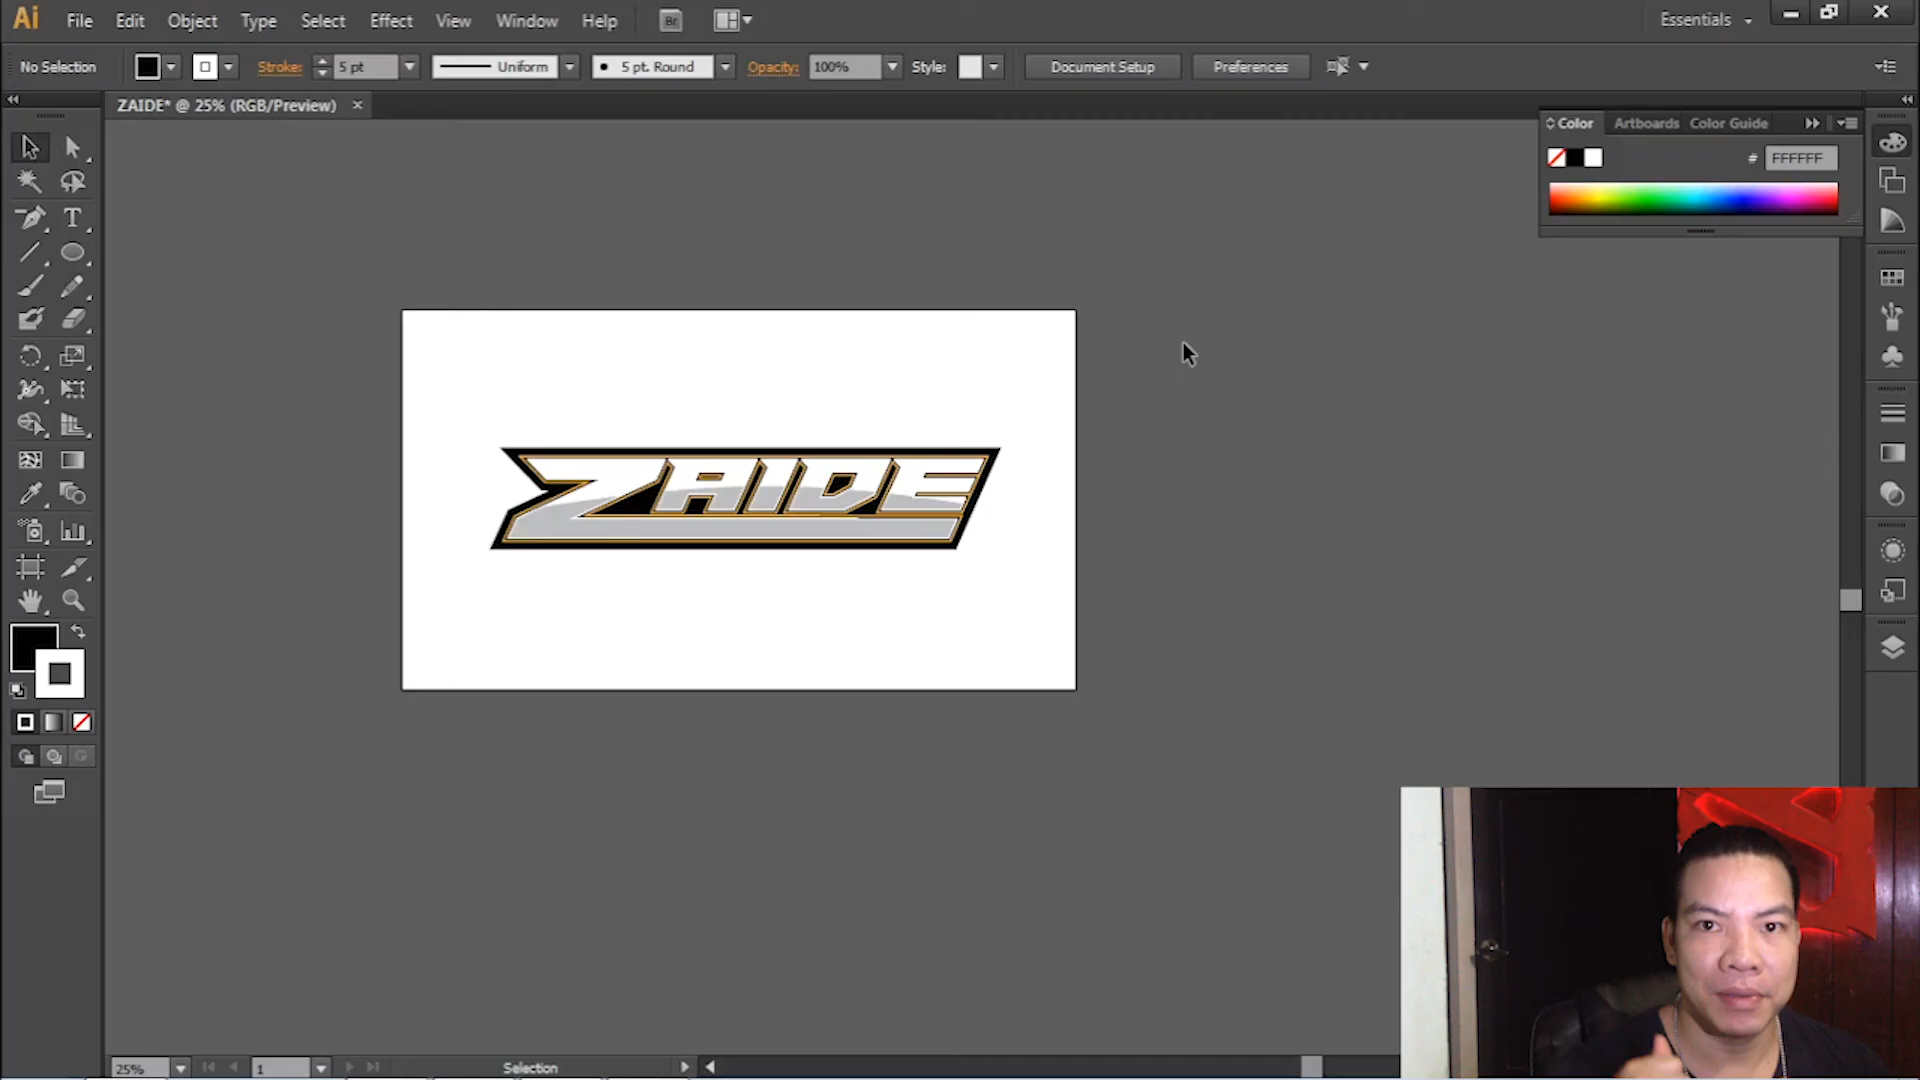 Ai File Edit Object Type Select Effect View Window Help Br Essentials
No Selection Stroke: 5 pt Uniform 5 pt. Round Opacity: 100% Style: Document Setup Preferences
ZAIDE* @ 25% (RGB/Preview)
Color Artboards Color Guide
# FFFFFF
T
ZAIDE
25% 1 Selection